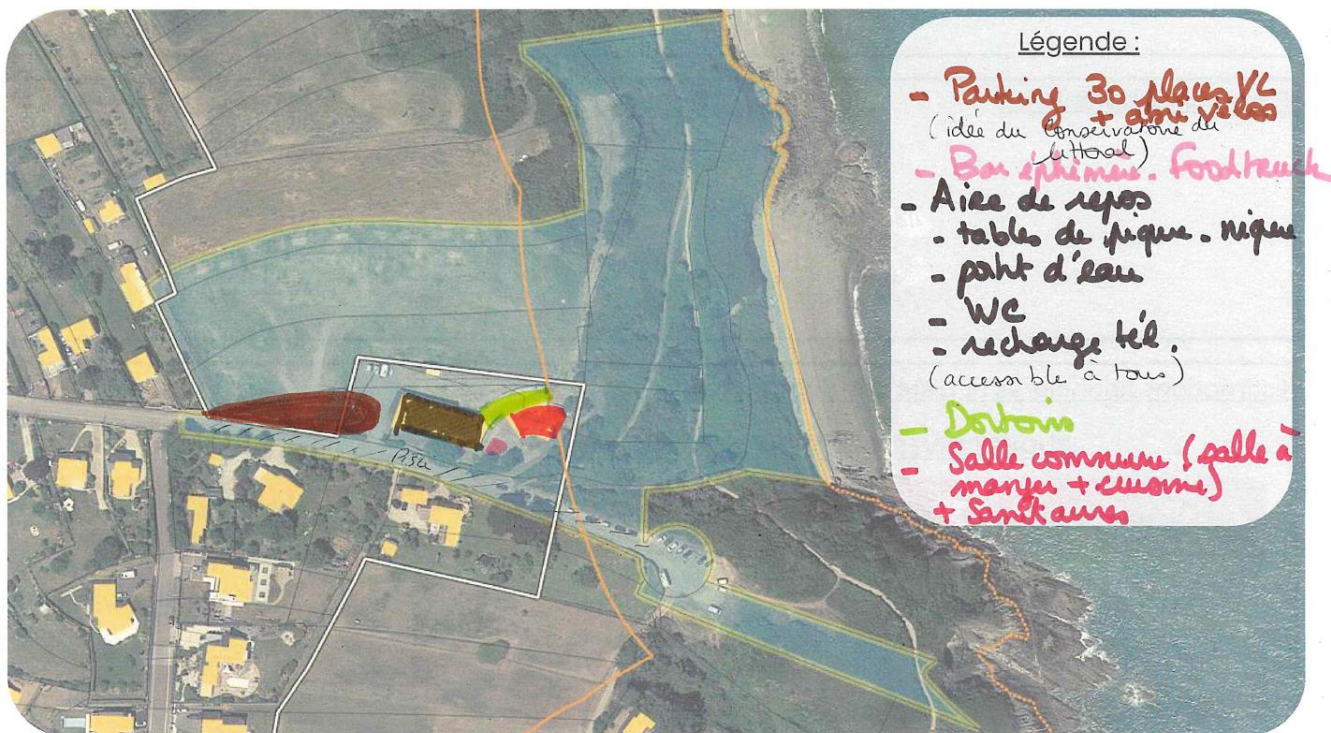 Légende :
- Parking 30 places VL
+ abri vélos
(idée du Conservatoire du
littoral)
- Bar éphémère. Foodtruck
- Aire de repos
- tables de pique-nique
- point d'eau
- WC
- recharge tél.
(accessible à tous)
- Dortoirs
- Salle commune (salle à
manger + cuisine)
+ Sanitaires
Piste